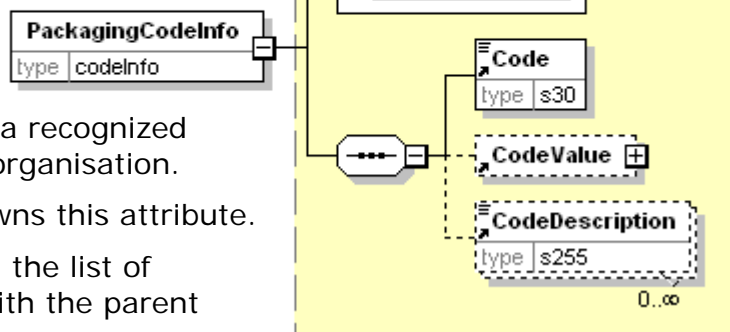 PackagingCodeInfo
type codeInfo
Code
type s30
a recognized
organisation.
CodeValue
wns this attribute.
CodeDescription
type s255
the list of
ith the parent
0..∞